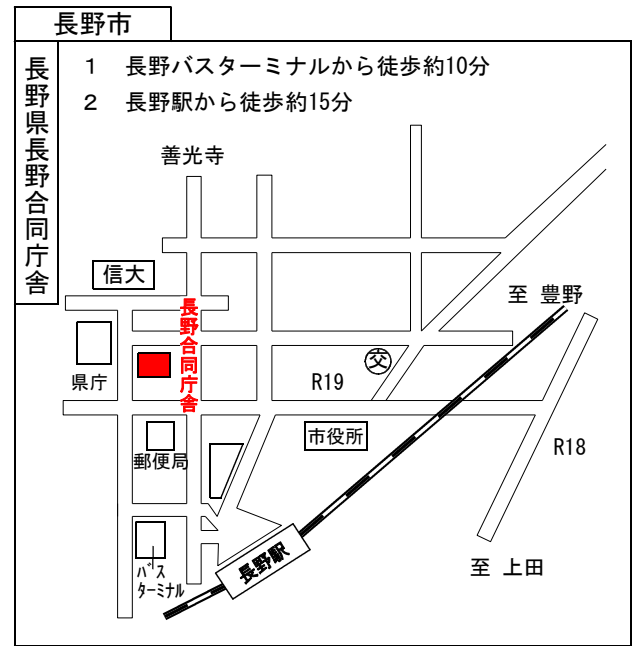 長野市
長野県長野合同庁舎
1 長野バスターミナルから徒歩約10分
2 長野駅から徒歩約15分
善光寺
信大
至 豊野
長野合同庁舎
県庁
交
R19
市役所
郵便局
R18
長野駅
至 上田
バス
ターミナル